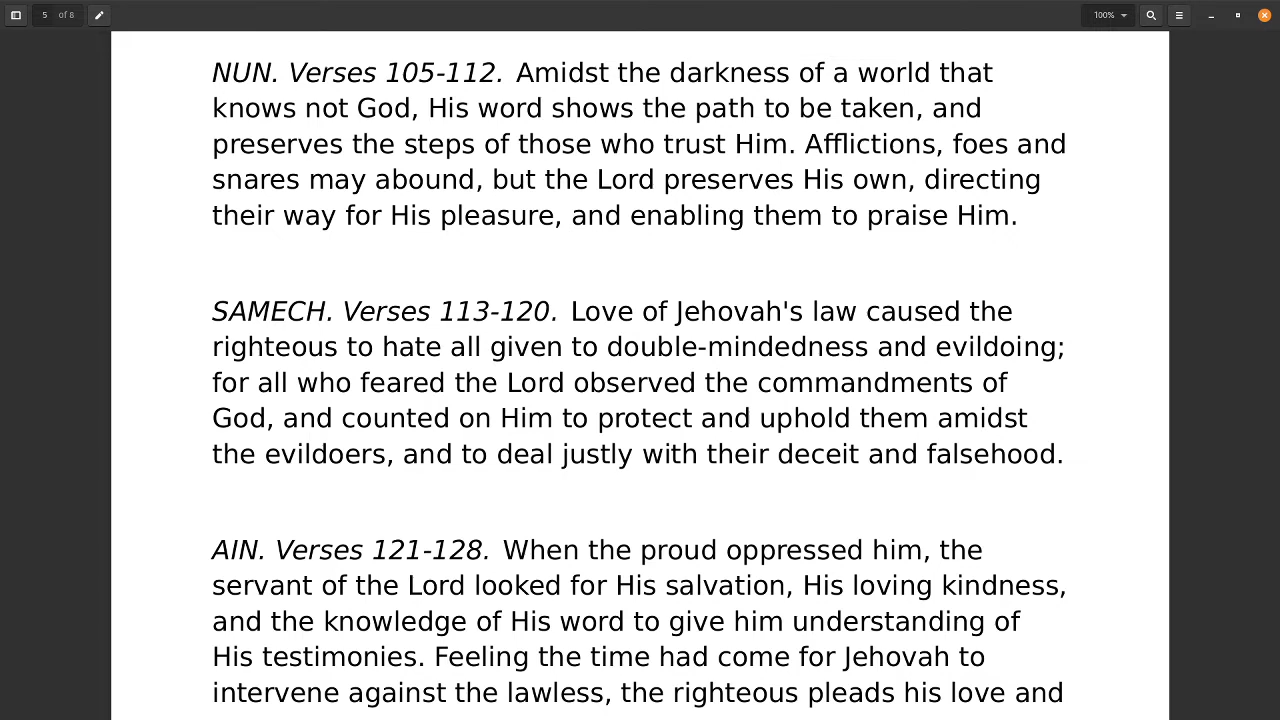 5 of 8
100%
NUN. Verses 105-112. Amidst the darkness of a world that
knows not God, His word shows the path to be taken, and
preserves the steps of those who trust Him. Afflictions, foes and
snares may abound, but the Lord preserves His own, directing
their way for His pleasure, and enabling them to praise Him.
SAMECH. Verses 113-120. Love of Jehovah's law caused the
righteous to hate all given to double-mindedness and evildoing;
for all who feared the Lord observed the commandments of
God, and counted on Him to protect and uphold them amidst
the evildoers, and to deal justly with their deceit and falsehood.
AIN. Verses 121-128. When the proud oppressed him, the
servant of the Lord looked for His salvation, His loving kindness,
and the knowledge of His word to give him understanding of
His testimonies. Feeling the time had come for Jehovah to
intervene against the lawless, the righteous pleads his love and